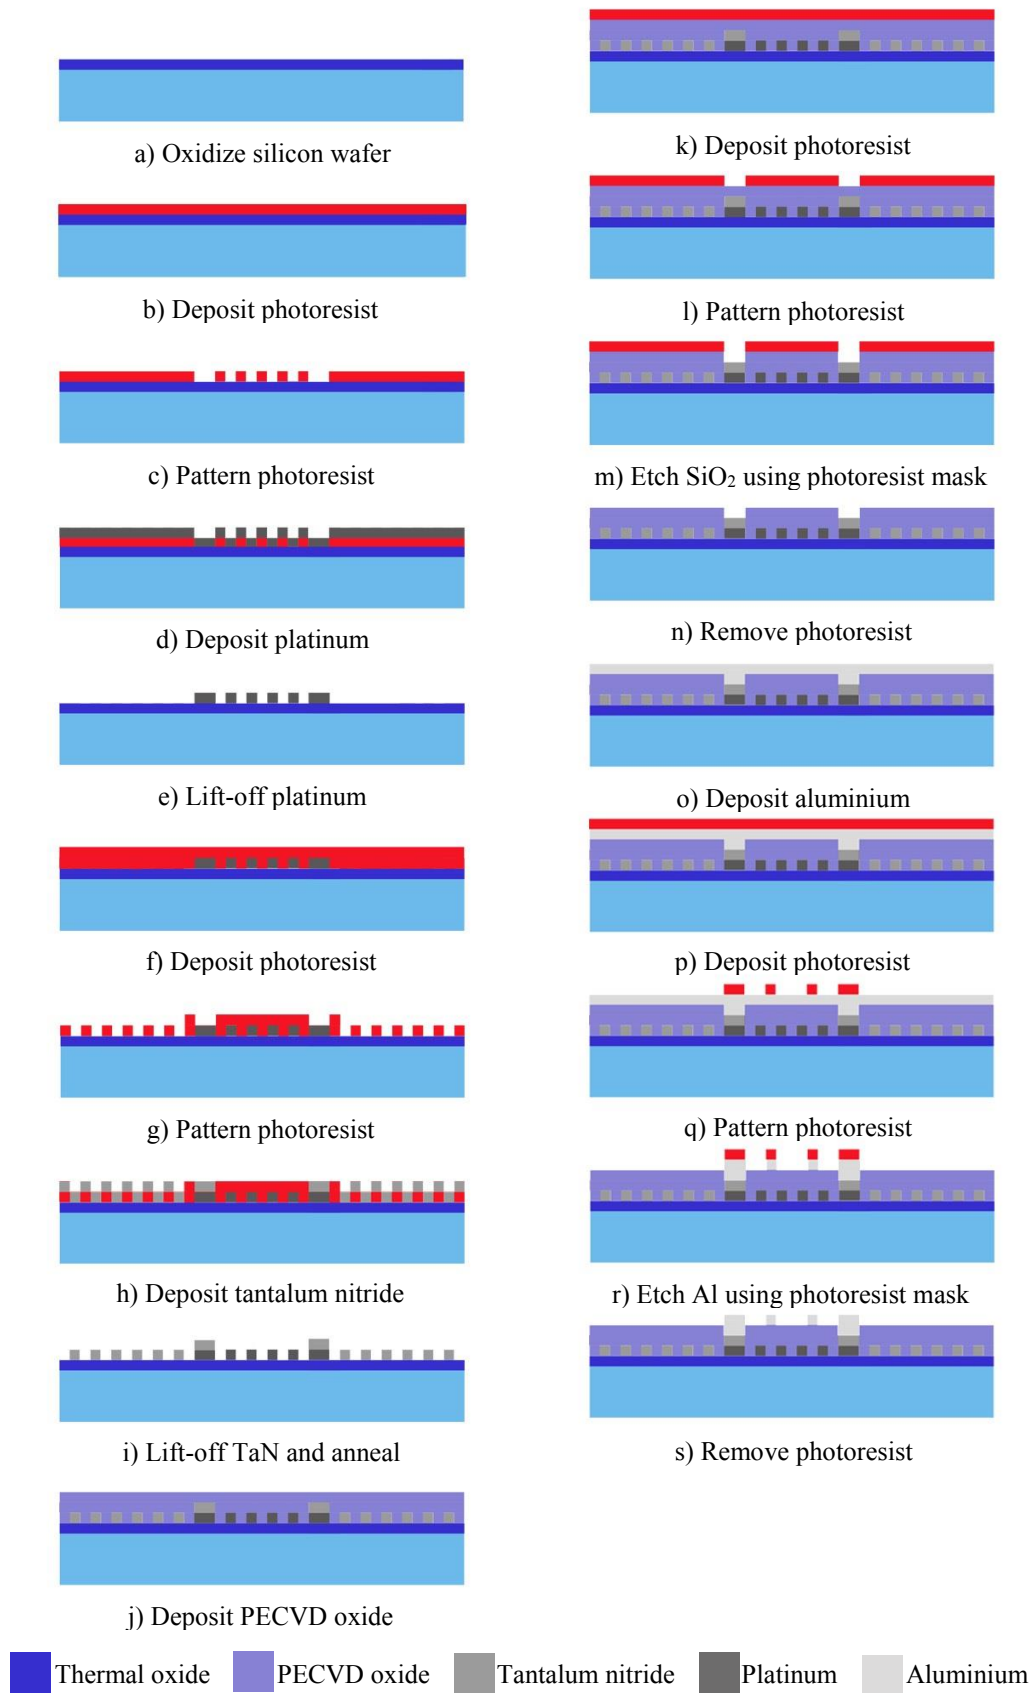 a) Oxidize silicon wafer
b) Deposit photoresist
c) Pattern photoresist
d) Deposit platinum
e) Lift-off platinum
f) Deposit photoresist
g) Pattern photoresist
h) Deposit tantalum nitride
i) Lift-off TaN and anneal
j) Deposit PECVD oxide
k) Deposit photoresist
l) Pattern photoresist
m) Etch SiO₂ using photoresist mask
n) Remove photoresist
o) Deposit aluminium
p) Deposit photoresist
q) Pattern photoresist
r) Etch Al using photoresist mask
s) Remove photoresist
Thermal oxide PECVD oxide Tantalum nitride Platinum Aluminium